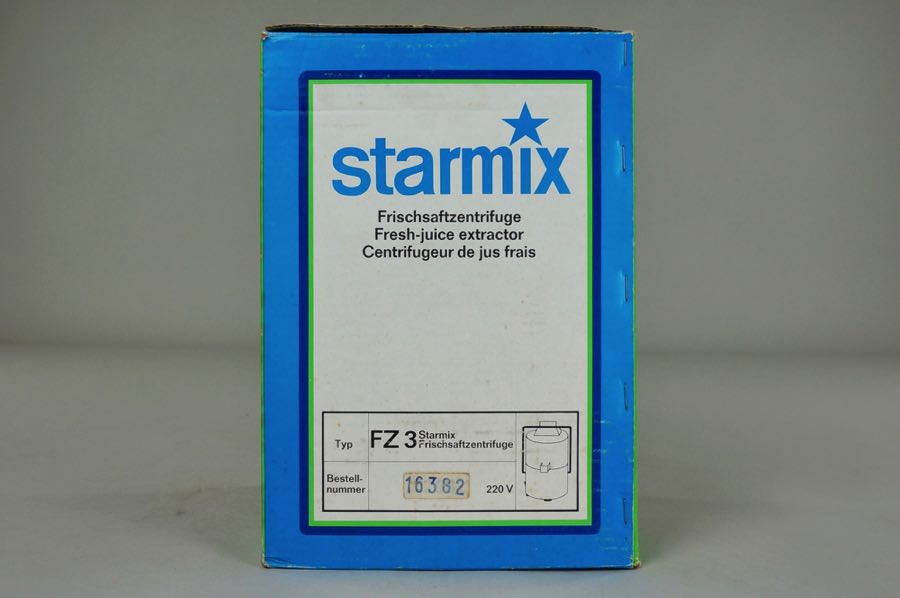 starmix
Frischsaftzentrifuge
Fresh-juice extractor
Centrifugeur de jus frais
Typ
FZ 3
Starmix
Frischsaftzentrifuge
Bestell-
nummer
16382
220 V